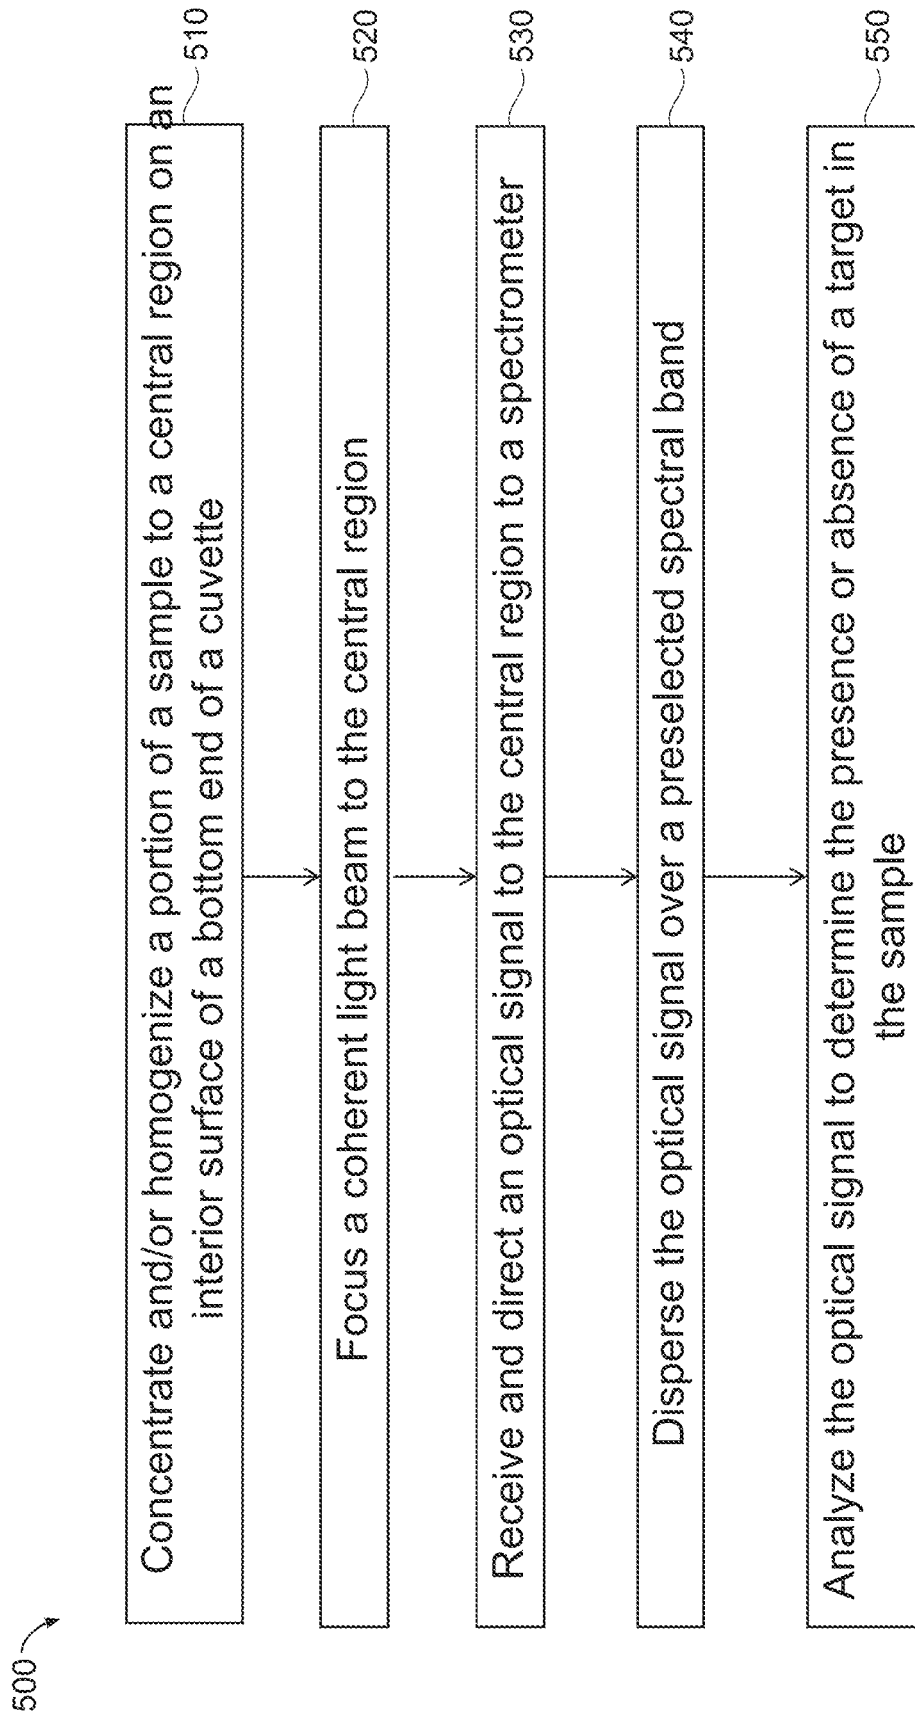 500
Concentrate and/or homogenize a portion of a sample to a central region on an
interior surface of a bottom end of a cuvette
510
Focus a coherent light beam to the central region
520
Receive and direct an optical signal to the central region to a spectrometer
530
Disperse the optical signal over a preselected spectral band
540
Analyze the optical signal to determine the presence or absence of a target in
the sample
550